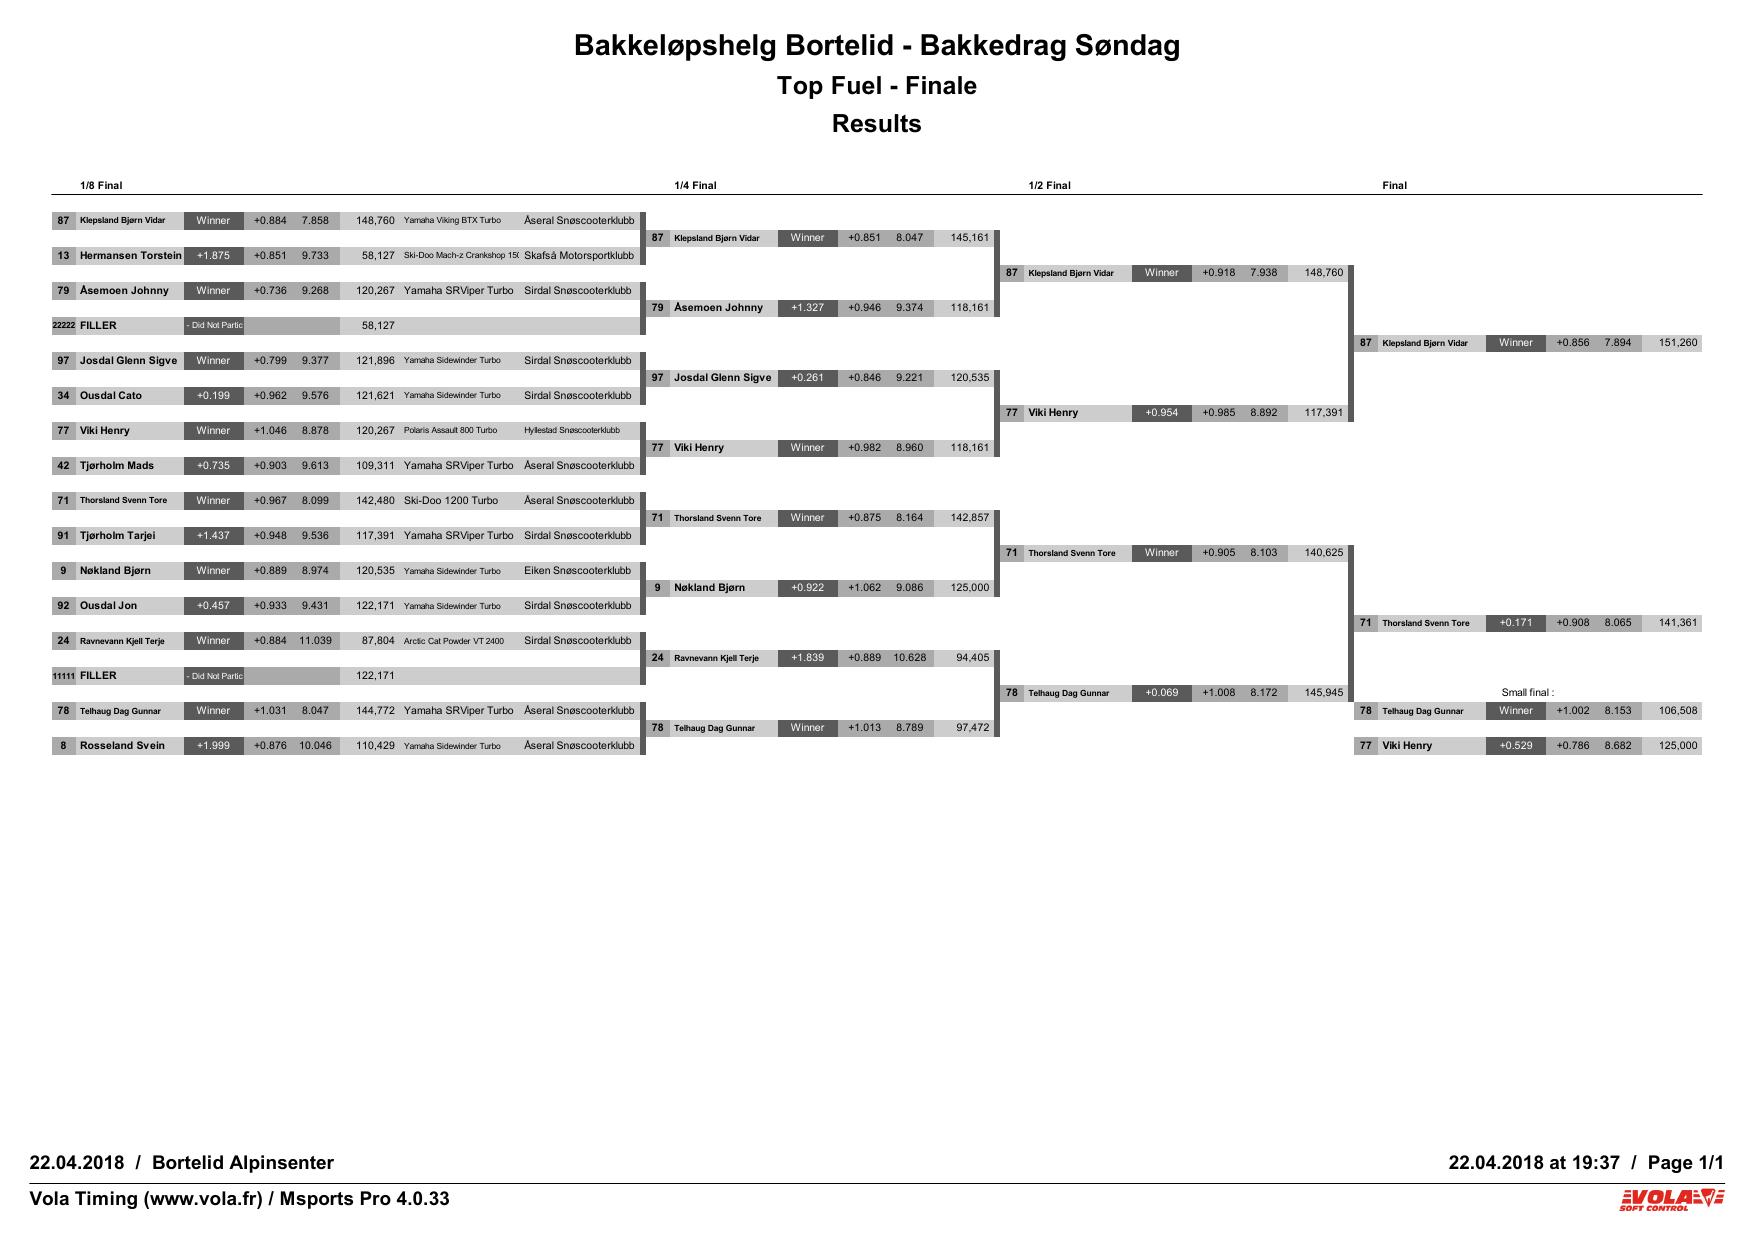 Bakkeløpshelg Bortelid - Bakkedrag Søndag
Top Fuel - Finale
Results
1/8 Final 1/4 Final 1/2 Final Final
87 Klepsland Bjørn Vidar Winner +0.884 7.858 148,760 Yamaha Viking BTX Turbo Åseral Snøscooterklubb
87 Klepsland Bjørn Vidar Winner +0.851 8.047 145,161
13 Hermansen Torstein +1.875 +0.851 9.733 58,127 Ski-Doo Mach-z Crankshop 150 Skafså Motorsportklubb
87 Klepsland Bjørn Vidar Winner +0.918 7.938 148,760
79 Åsemoen Johnny Winner +0.736 9.268 120,267 Yamaha SRViper Turbo Sirdal Snøscooterklubb
79 Åsemoen Johnny +1.327 +0.946 9.374 118,161
22222 FILLER - Did Not Partic 58,127
87 Klepsland Bjørn Vidar Winner +0.856 7.894 151,260
97 Josdal Glenn Sigve Winner +0.799 9.377 121,896 Yamaha Sidewinder Turbo Sirdal Snøscooterklubb
97 Josdal Glenn Sigve +0.261 +0.846 9.221 120,535
34 Ousdal Cato +0.199 +0.962 9.576 121,621 Yamaha Sidewinder Turbo Sirdal Snøscooterklubb
77 Viki Henry +0.954 +0.985 8.892 117,391
77 Viki Henry Winner +1.046 8.878 120,267 Polaris Assault 800 Turbo Hyllestad Snøscooterklubb
77 Viki Henry Winner +0.982 8.960 118,161
42 Tjørholm Mads +0.735 +0.903 9.613 109,311 Yamaha SRViper Turbo Åseral Snøscooterklubb
71 Thorsland Svenn Tore Winner +0.967 8.099 142,480 Ski-Doo 1200 Turbo Åseral Snøscooterklubb
71 Thorsland Svenn Tore Winner +0.875 8.164 142,857
91 Tjørholm Tarjei +1.437 +0.948 9.536 117,391 Yamaha SRViper Turbo Sirdal Snøscooterklubb
71 Thorsland Svenn Tore Winner +0.905 8.103 140,625
9 Nøkland Bjørn Winner +0.889 8.974 120,535 Yamaha Sidewinder Turbo Eiken Snøscooterklubb
9 Nøkland Bjørn +0.922 +1.062 9.086 125,000
92 Ousdal Jon +0.457 +0.933 9.431 122,171 Yamaha Sidewinder Turbo Sirdal Snøscooterklubb
71 Thorsland Svenn Tore +0.171 +0.908 8.065 141,361
24 Ravnevann Kjell Terje Winner +0.884 11.039 87,804 Arctic Cat Powder VT 2400 Sirdal Snøscooterklubb
24 Ravnevann Kjell Terje +1.839 +0.889 10.628 94,405
11111 FILLER - Did Not Partic 122,171
78 Telhaug Dag Gunnar +0.069 +1.008 8.172 145,945
Small final :
78 Telhaug Dag Gunnar Winner +1.031 8.047 144,772 Yamaha SRViper Turbo Åseral Snøscooterklubb
78 Telhaug Dag Gunnar Winner +1.002 8.153 106,508
78 Telhaug Dag Gunnar Winner +1.013 8.789 97,472
8 Rosseland Svein +1.999 +0.876 10.046 110,429 Yamaha Sidewinder Turbo Åseral Snøscooterklubb
77 Viki Henry +0.529 +0.786 8.682 125,000
22.04.2018 / Bortelid Alpinsenter
22.04.2018 at 19:37 / Page 1/1
Vola Timing (www.vola.fr) / Msports Pro 4.0.33
VOLA
SOFT CONTROL